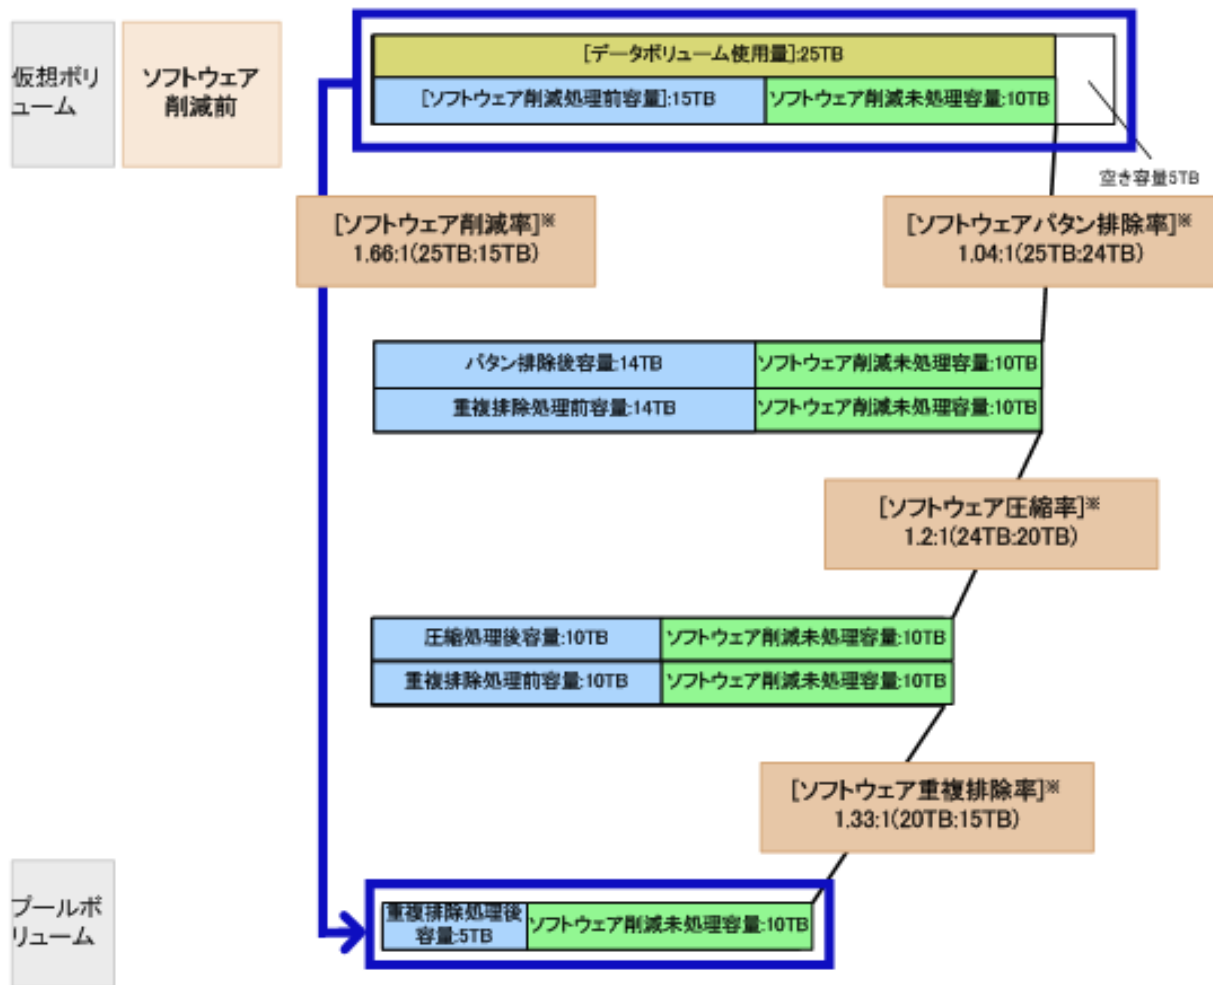 仮想ボリ
ューム
ソフトウェア
削減前
[データボリューム使用量]:25TB
[ソフトウェア削減処理前容量]:15TB
ソフトウェア削減未処理容量:10TB
空き容量5TB
[ソフトウェア削減率]※
1.66:1(25TB:15TB)
[ソフトウェアパタン排除率]※
1.04:1(25TB:24TB)
パタン排除後容量:14TB
ソフトウェア削減未処理容量:10TB
重複排除処理前容量:14TB
ソフトウェア削減未処理容量:10TB
[ソフトウェア圧縮率]※
1.2:1(24TB:20TB)
圧縮処理後容量:10TB
ソフトウェア削減未処理容量:10TB
重複排除処理前容量:10TB
ソフトウェア削減未処理容量:10TB
[ソフトウェア重複排除率]※
1.33:1(20TB:15TB)
プールボ
リューム
重複排除処理後
容量:5TB
ソフトウェア削減未処理容量:10TB